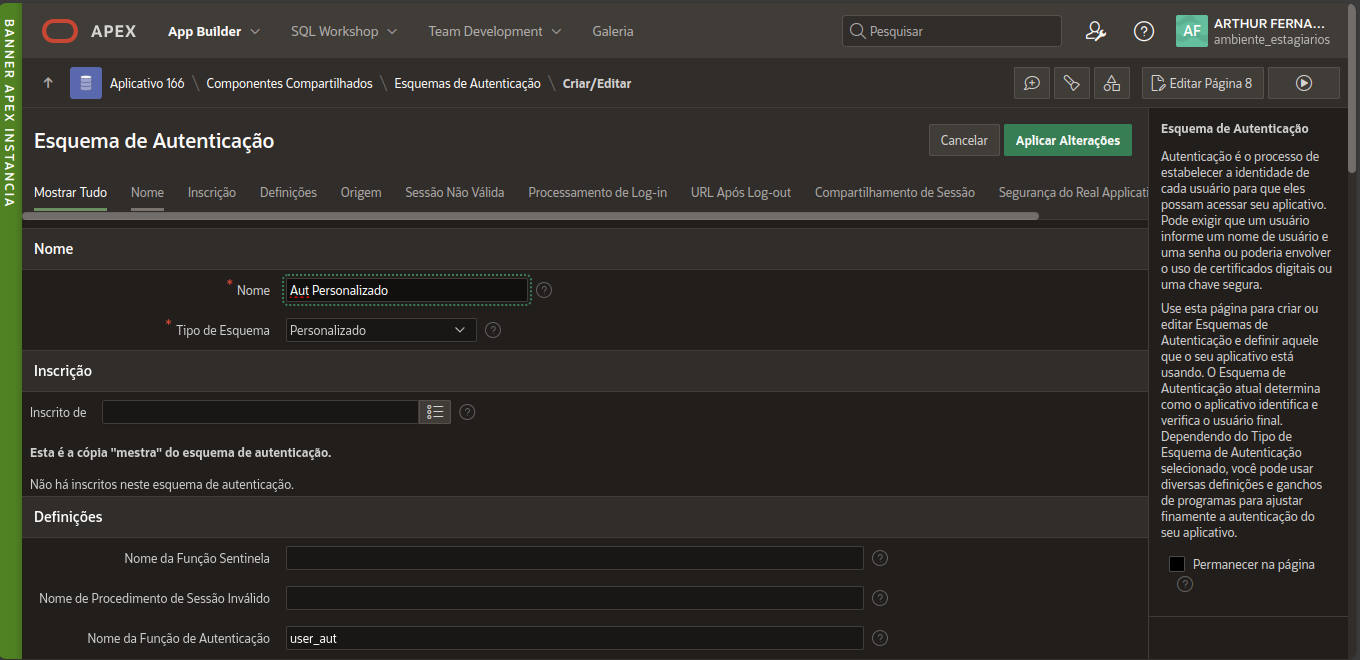 BANNER APEX INSTANCIA
APEX
App Builder
SQL Workshop
Team Development
Galeria
Pesquisar
AF
ARTHUR FERNA...
ambiente_estagiarios
Aplicativo 166 \ Componentes Compartilhados \ Esquemas de Autenticação \ Criar/Editar
Editar Página 8
Esquema de Autenticação
Cancelar
Aplicar Alterações
Mostrar Tudo
Nome
Inscrição
Definições
Origem
Sessão Não Válida
Processamento de Log-in
URL Após Log-out
Compartilhamento de Sessão
Segurança do Real Applicati
Nome
* Nome
Aut Personalizado
* Tipo de Esquema
Personalizado
Inscrição
Inscrito de
Esta é a cópia "mestra" do esquema de autenticação.
Não há inscritos neste esquema de autenticação.
Definições
Nome da Função Sentinela
Nome de Procedimento de Sessão Inválido
Nome da Função de Autenticação
user_aut
Esquema de Autenticação
Autenticação é o processo de
estabelecer a identidade de
cada usuário para que eles
possam acessar seu aplicativo.
Pode exigir que um usuário
informe um nome de usuário e
uma senha ou poderia envolver
o uso de certificados digitais ou
uma chave segura.
Use esta página para criar ou
editar Esquemas de
Autenticação e definir aquele
que o seu aplicativo está
usando. O Esquema de
Autenticação atual determina
como o aplicativo identifica e
verifica o usuário final.
Dependendo do Tipo de
Esquema de Autenticação
selecionado, você pode usar
diversas definições e ganchos
de programas para ajustar
finamente a autenticação do
seu aplicativo.
Permanecer na página